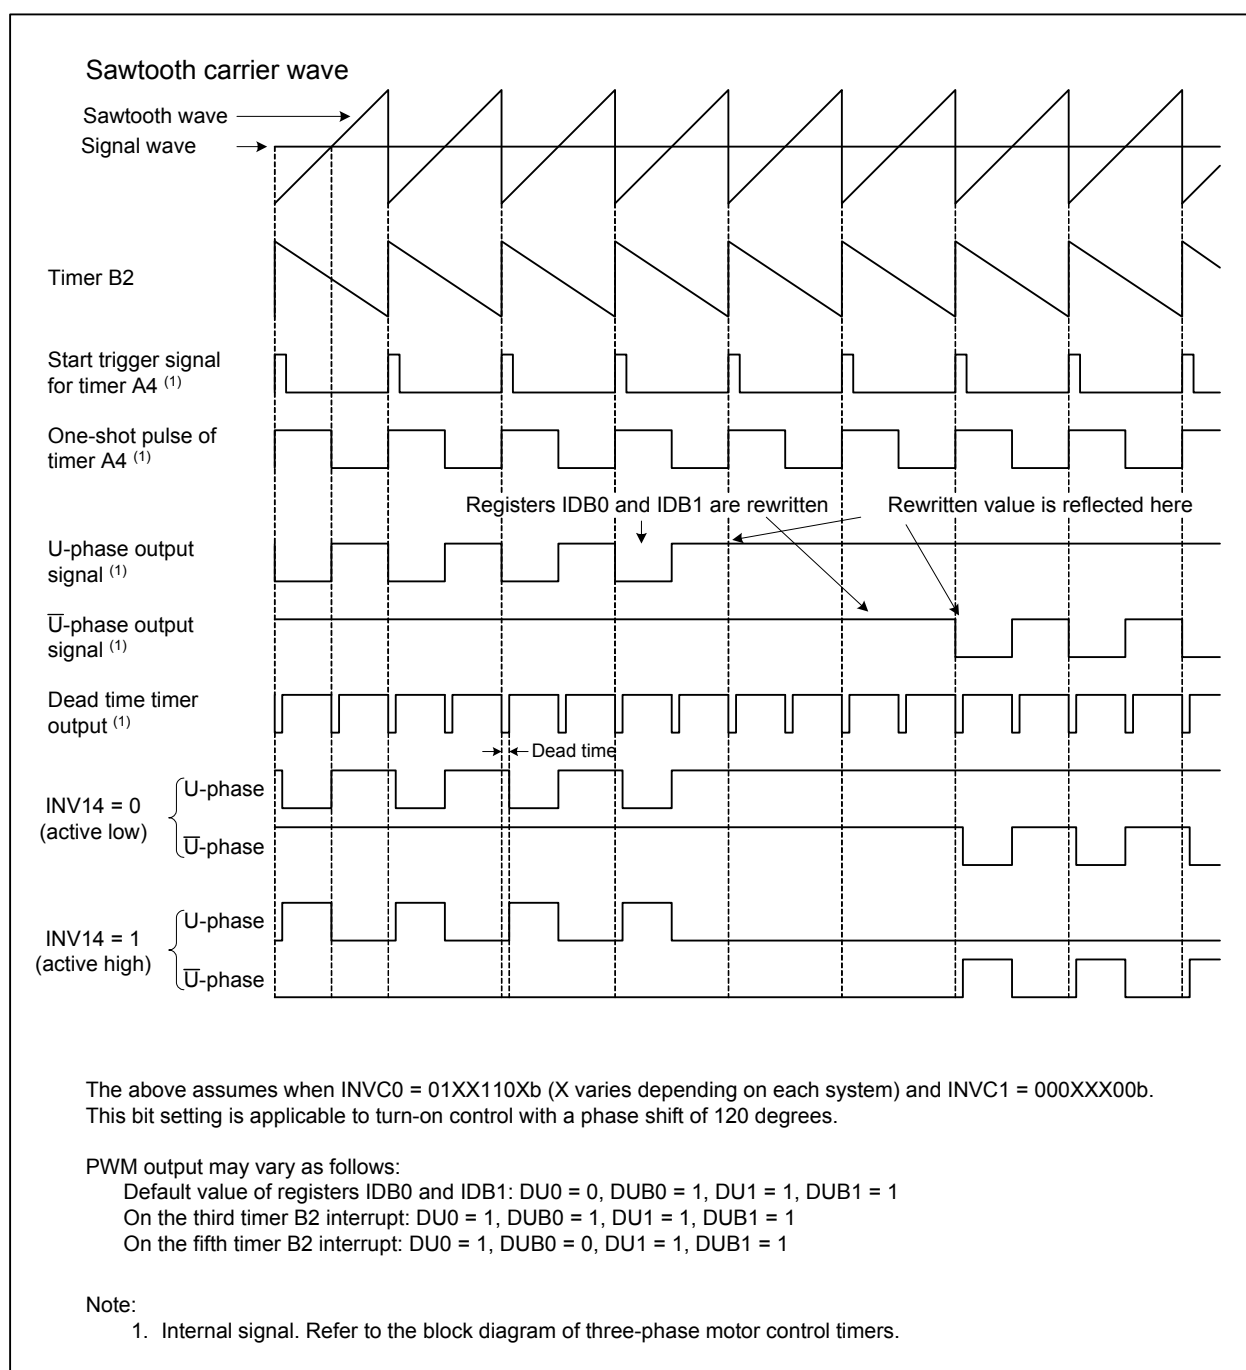 Sawtooth carrier wave
Sawtooth wave
Signal wave
Timer B2
Start trigger signal
for timer A4 (1)
One-shot pulse of
timer A4 (1)
Registers IDB0 and IDB1 are rewritten
Rewritten value is reflected here
U-phase output
signal (1)
U̅-phase output
signal (1)
Dead time timer
output (1)
Dead time
INV14 = 0
(active low)
U-phase
U̅-phase
INV14 = 1
(active high)
U-phase
U̅-phase
The above assumes when INVC0 = 01XX110Xb (X varies depending on each system) and INVC1 = 000XXX00b.
This bit setting is applicable to turn-on control with a phase shift of 120 degrees.
PWM output may vary as follows:
Default value of registers IDB0 and IDB1: DU0 = 0, DUB0 = 1, DU1 = 1, DUB1 = 1
On the third timer B2 interrupt: DU0 = 1, DUB0 = 1, DU1 = 1, DUB1 = 1
On the fifth timer B2 interrupt: DU0 = 1, DUB0 = 0, DU1 = 1, DUB1 = 1
Note:
1. Internal signal. Refer to the block diagram of three-phase motor control timers.